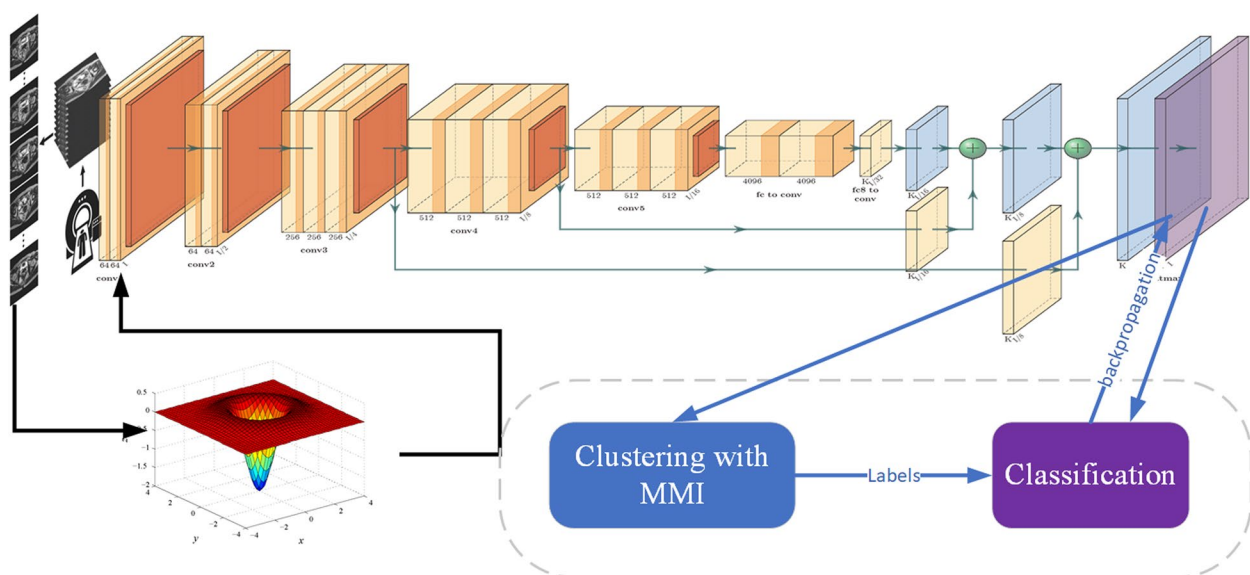 64 64 1
conv
64 64 1/2
conv2
256 256 256 1/4
conv3
512 512 512 1/8
conv4
512 512 512 1/16
conv5
4096 4096
fc to conv
K 1/32
fc8 to
conv
K 1/16
+
K 1/8
+
K 1/16
K 1/8
K
backpropagation
Clustering with
MMI
Labels
Classification
0.5
0
-0.5
-1
-1.5
-2
4
2
0
-2
-4
y
-4
-2
0
2
4
x